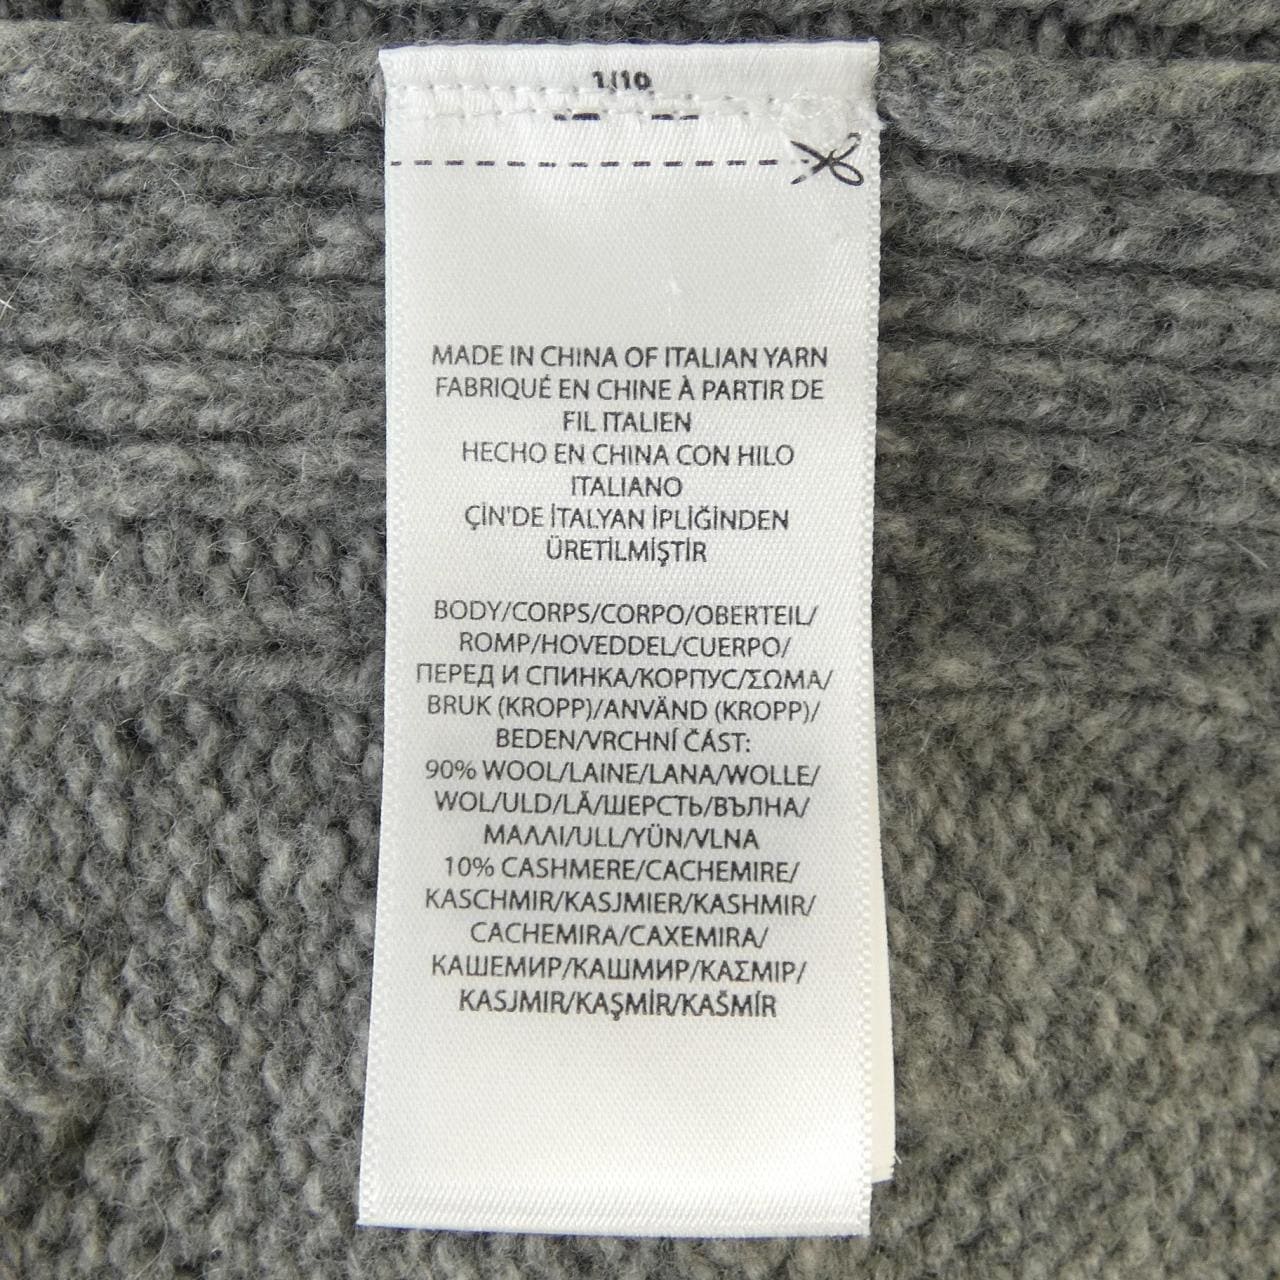 1/10
MADE IN CHINA OF ITALIAN YARN
FABRIQUÉ EN CHINE À PARTIR DE
FIL ITALIEN
HECHO EN CHINA CON HILO
ITALIANO
ÇİN'DE İTALYAN İPLİĞİNDEN
ÜRETİLMİŞTİR
BODY/CORPS/CORPO/OBERTEIL/
ROMP/HOVEDDEL/CUERPO/
ПЕРЕД И СПИНКА/КОРПУС/ΣΩΜΑ/
BRUK (KROPP)/ANVÄND (KROPP)/
BEDEN/VRCHNÍ ČÁST:
90% WOOL/LAINE/LANA/WOLLE/
WOL/ULD/LÃ/ШЕРСТЬ/ВЪЛНА/
ΜΑΛΛΙ/ULL/YÜN/VLNA
10% CASHMERE/CACHEMIRE/
KASCHMIR/KASJMIER/KASHMIR/
CACHEMIRA/CAXEMIRA/
КАШЕМИР/КАШМИР/ΚΑΣΜΙΡ/
KASJMIR/KAŞMİR/KAŠMÍR